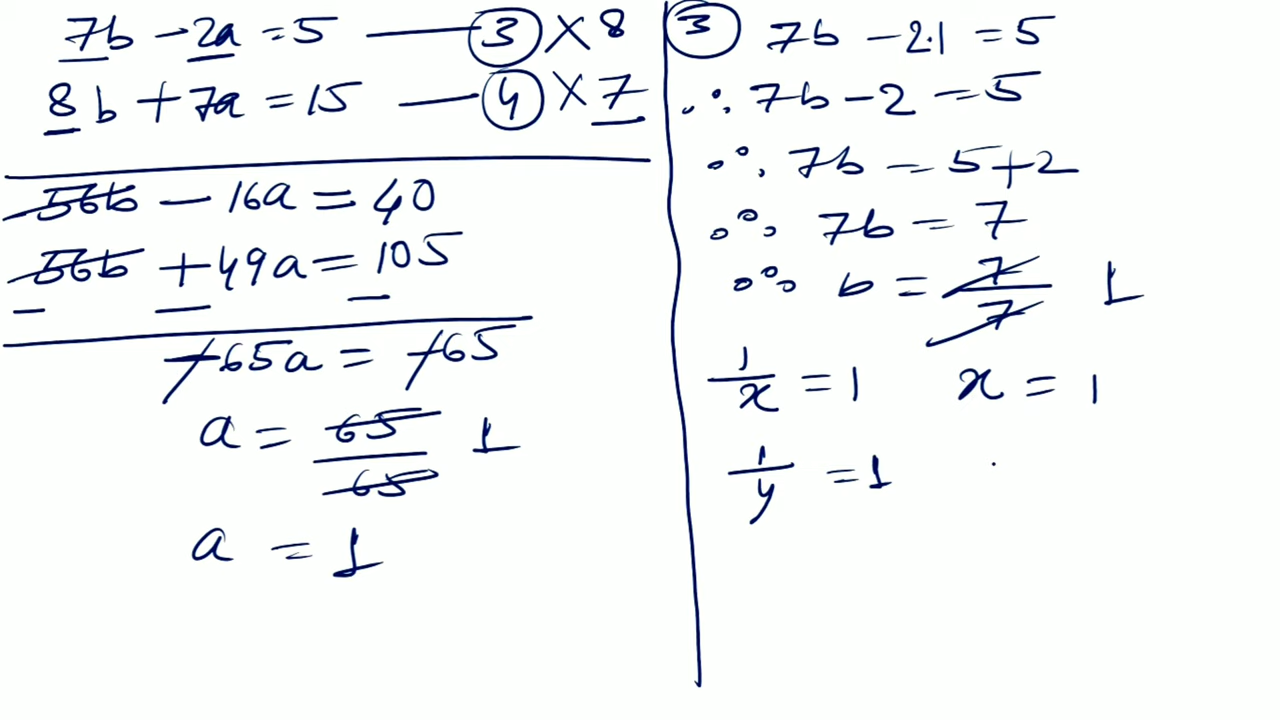 7b - 2a = 5 — ③ × 8
8b + 7a = 15 — ④ × 7
56b - 16a = 40
56b + 49a = 105
- - -
-65a = -65
a = 65/65 1
a = 1
③ 7b - 2.1 = 5
∴ 7b - 2 = 5
∴ 7b = 5+2
∴ 7b = 7
∴ b = 7/7 1
1/x = 1 x = 1
1/y = 1